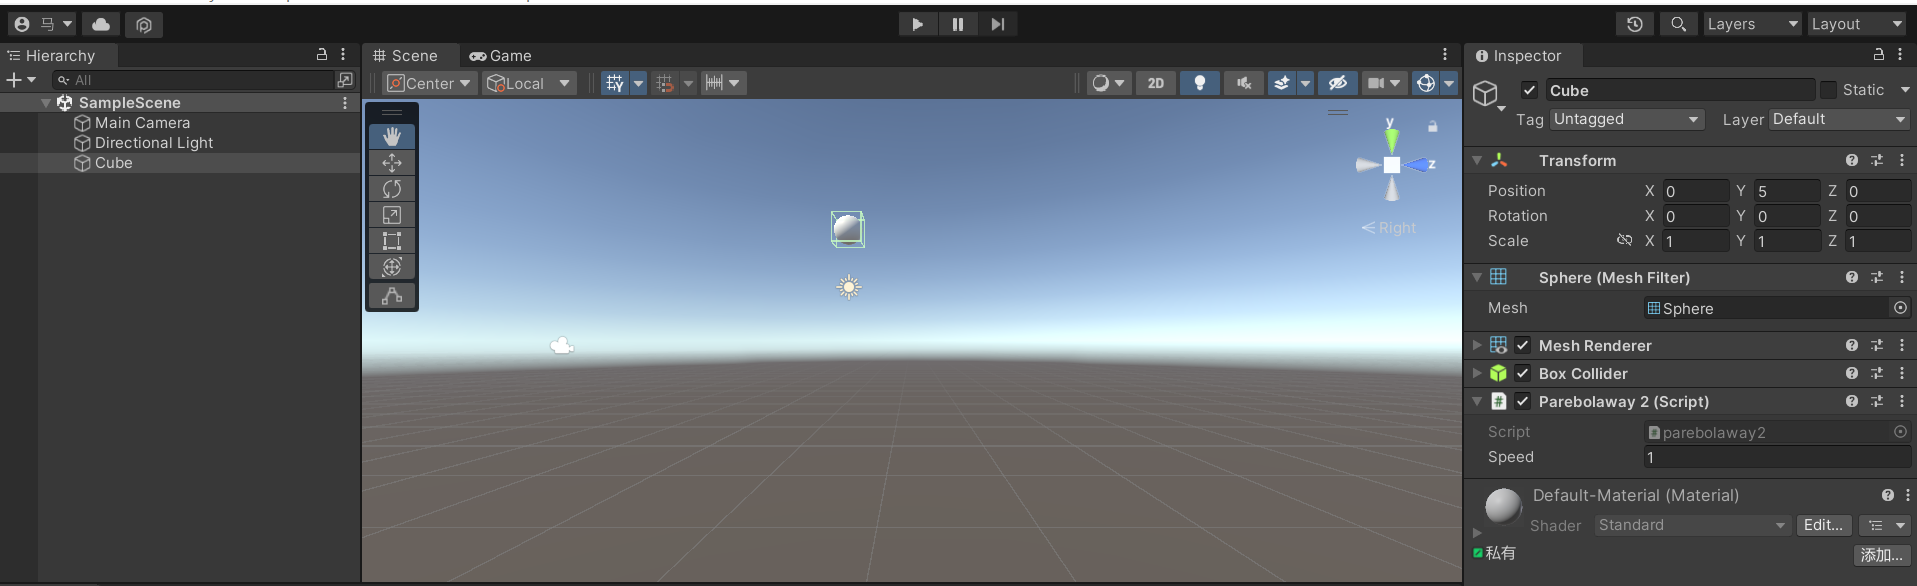 马
Layers
Layout
Hierarchy
Scene
Game
Inspector
All
Center
Local
2D
Cube
Static
SampleScene
Tag Untagged
Layer Default
Main Camera
Directional Light
Cube
y
z
Right
Transform
Position X 0 Y 5 Z 0
Rotation X 0 Y 0 Z 0
Scale X 1 Y 1 Z 1
Sphere (Mesh Filter)
Mesh Sphere
Mesh Renderer
Box Collider
Parebolaway 2 (Script)
Script parebolaway2
Speed 1
Default-Material (Material)
Shader Standard Edit...
私有
添加...